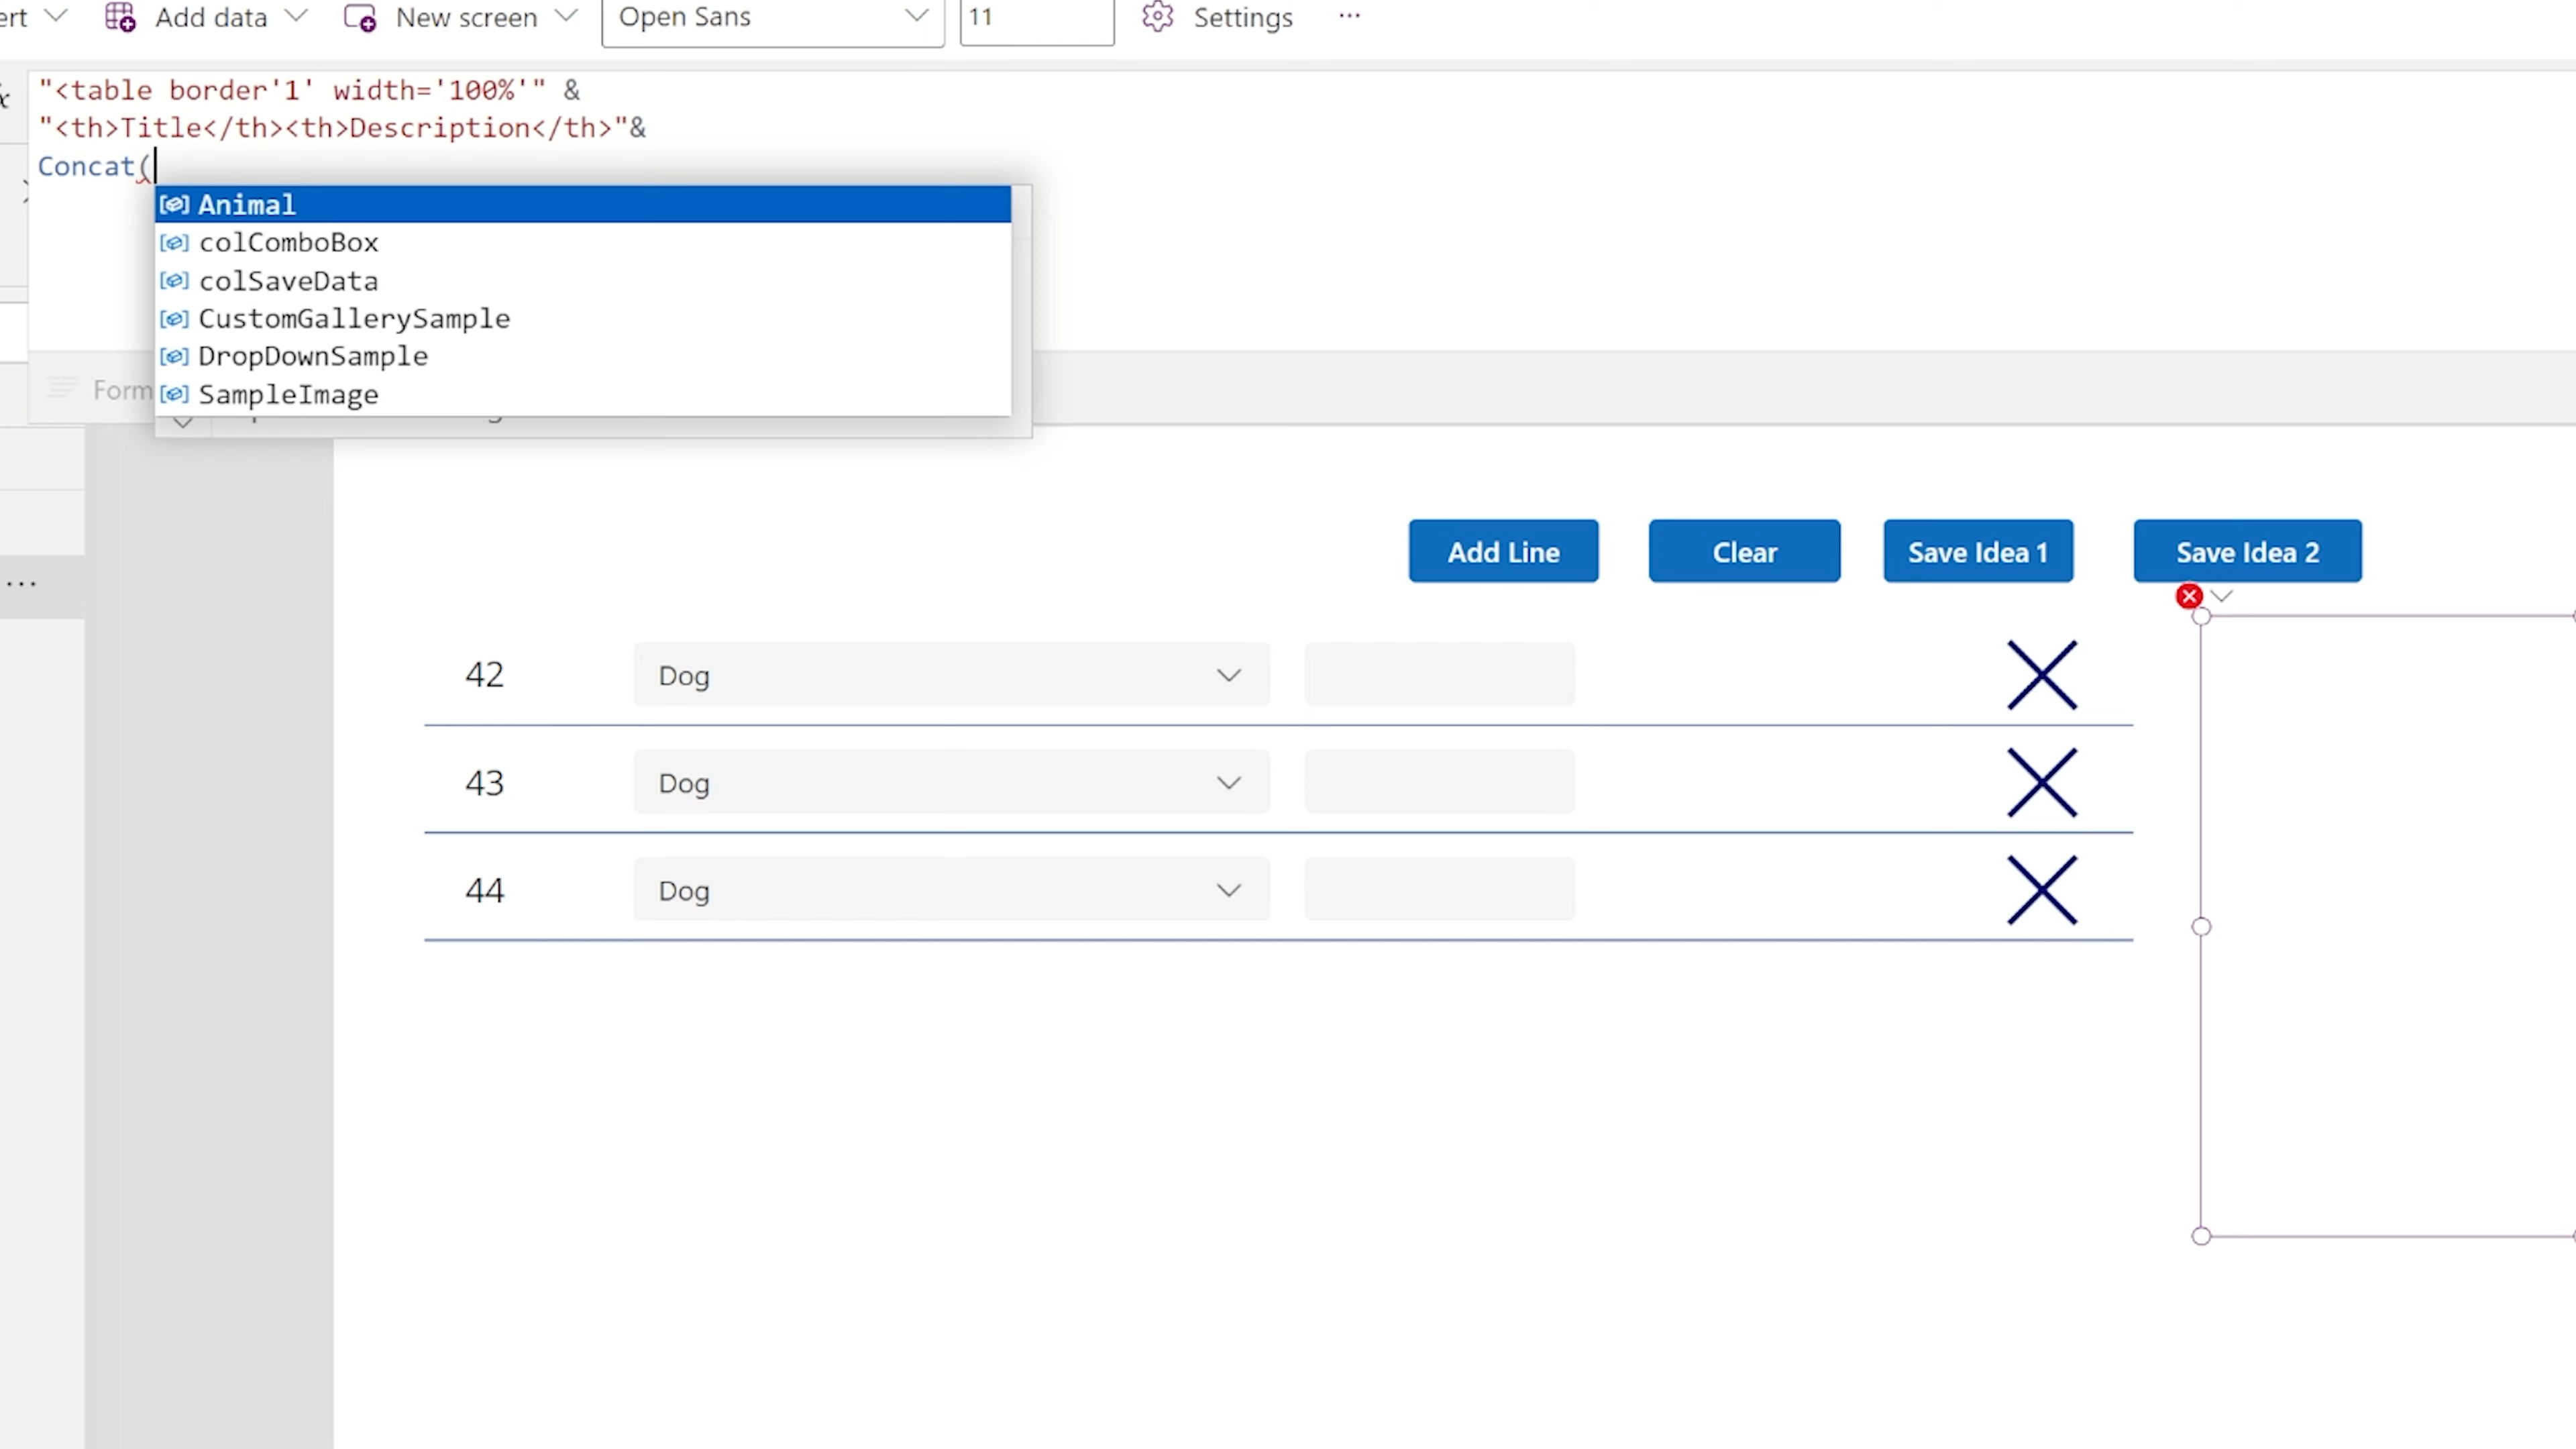 ert Add data New screen Open Sans 11 Settings ...
"<table border'1' width='100%'" &
"<th>Title</th><th>Description</th>"&
Concat(
Animal
colComboBox
colSaveData
CustomGallerySample
DropDownSample
SampleImage
Form
Add Line Clear Save Idea 1 Save Idea 2
42 Dog
43 Dog
44 Dog